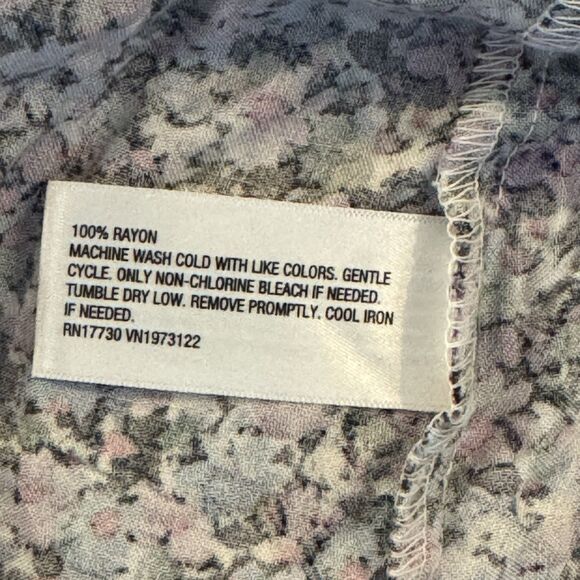 100% RAYON
MACHINE WASH COLD WITH LIKE COLORS. GENTLE
CYCLE. ONLY NON-CHLORINE BLEACH IF NEEDED.
TUMBLE DRY LOW. REMOVE PROMPTLY. COOL IRON
IF NEEDED.
RN17730 VN1973122